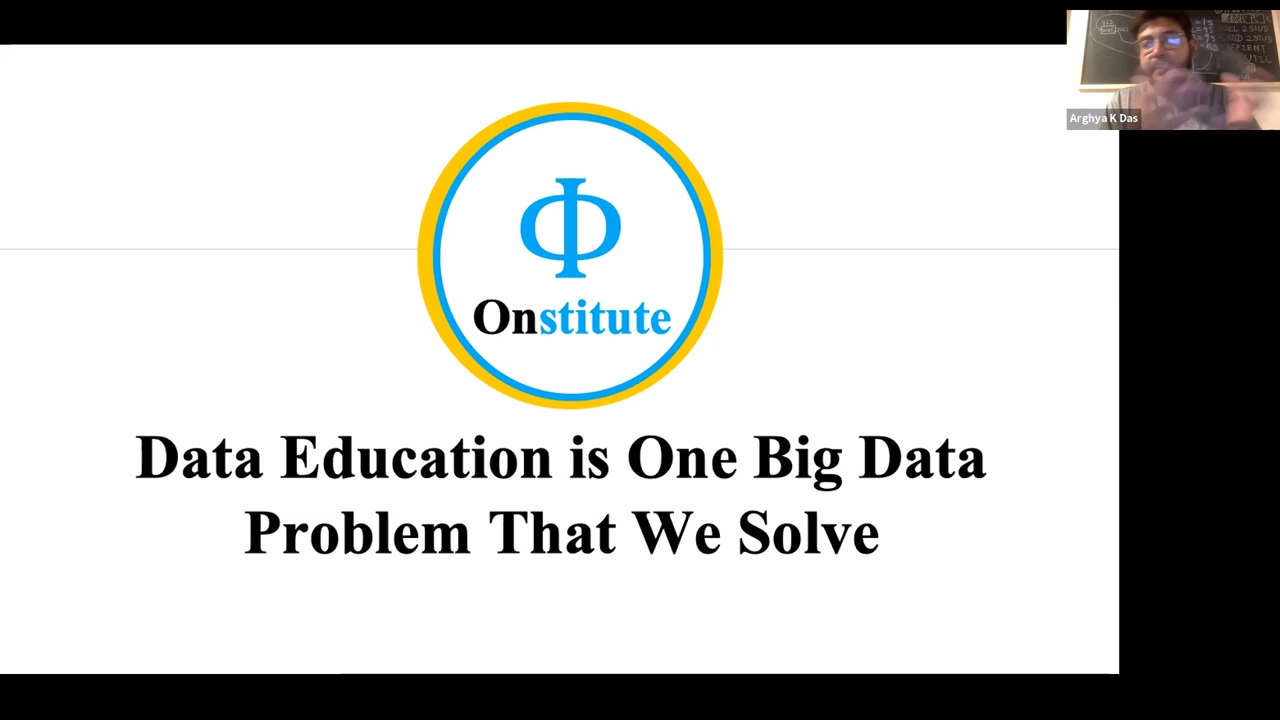 Arghya K Das
Φ
Onstitute
Data Education is One Big Data
Problem That We Solve